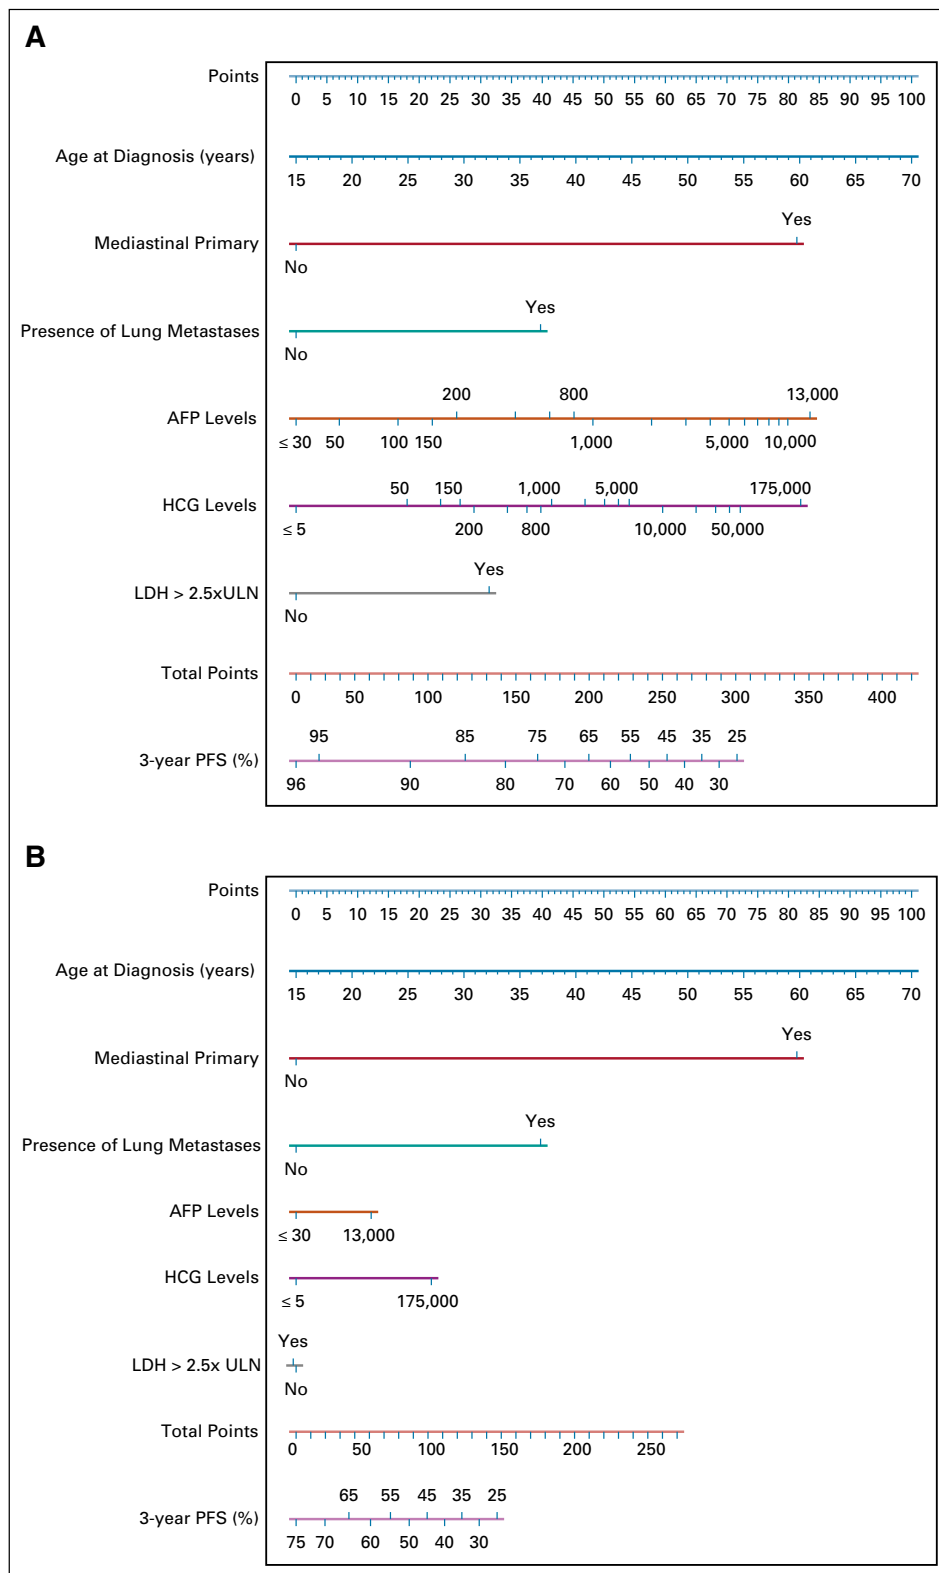 A
Points
0 5 10 15 20 25 30 35 40 45 50 55 60 65 70 75 80 85 90 95 100
Age at Diagnosis (years)
15 20 25 30 35 40 45 50 55 60 65 70
Yes
Mediastinal Primary
No
Yes
Presence of Lung Metastases
No
200 800 13,000
AFP Levels
≤ 30 50 100 150 1,000 5,000 10,000
50 150 1,000 5,000 175,000
HCG Levels
≤ 5 200 800 10,000 50,000
Yes
LDH > 2.5xULN
No
Total Points
0 50 100 150 200 250 300 350 400
95 85 75 65 55 45 35 25
3-year PFS (%)
96 90 80 70 60 50 40 30
B
Points
0 5 10 15 20 25 30 35 40 45 50 55 60 65 70 75 80 85 90 95 100
Age at Diagnosis (years)
15 20 25 30 35 40 45 50 55 60 65 70
Yes
Mediastinal Primary
No
Yes
Presence of Lung Metastases
No
AFP Levels
≤ 30 13,000
HCG Levels
≤ 5 175,000
Yes
LDH > 2.5x ULN
No
Total Points
0 50 100 150 200 250
65 55 45 35 25
3-year PFS (%)
75 70 60 50 40 30